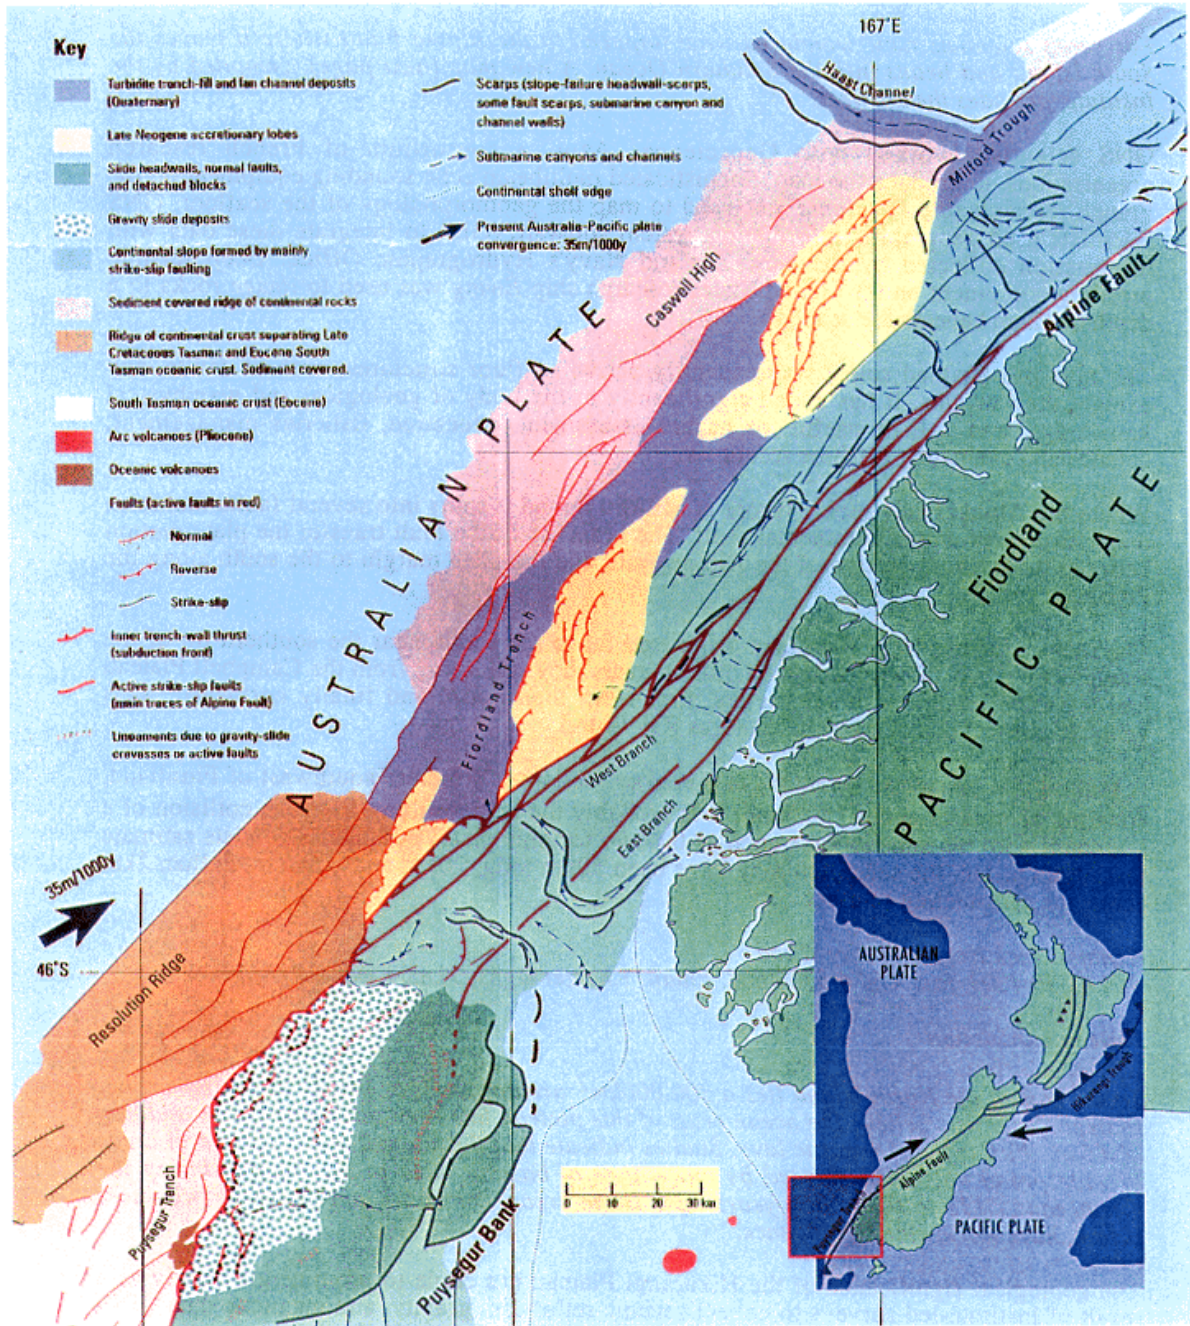 Key
Turbidite trench-fill and fan channel deposits
(Quaternary)
Late Neogene accretionary lobes
Slide headwalls, normal faults,
and detached blocks
Gravity slide deposits
Continental slope formed by mainly
strike-slip faulting
Sediment covered ridge of continental rocks
Ridge of continental crust separating Late
Cretaceous Tasman and Eocene South
Tasman oceanic crust. Sediment covered.
South Tasman oceanic crust (Eocene)
Arc volcanoes (Pliocene)
Oceanic volcanoes
Faults (active faults in red)
Normal
Reverse
Strike-slip
Inner trench-wall thrust
(subduction front)
Active strike-slip faults
(main traces of Alpine Fault)
Lineaments due to gravity-slide
crevasses or active faults
Scarps (slope-failure headwall-scarps,
some fault scarps, submarine canyon and
channel walls)
Submarine canyons and channels
Continental shelf edge
Present Australia-Pacific plate
convergence: 35m/1000y
167°E
Haast Channel
Milford Trough
Alpine Fault
Caswell High
AUSTRALIAN PLATE
Fiordland
PACIFIC PLATE
Fiordland Trench
West Branch
East Branch
35m/1000y
46°S
Resolution Ridge
Puysegur Trench
Puysegur Bank
0 10 20 30 km
AUSTRALIAN
PLATE
Hikurangi Trough
Alpine Fault
Puysegur Trench
PACIFIC PLATE